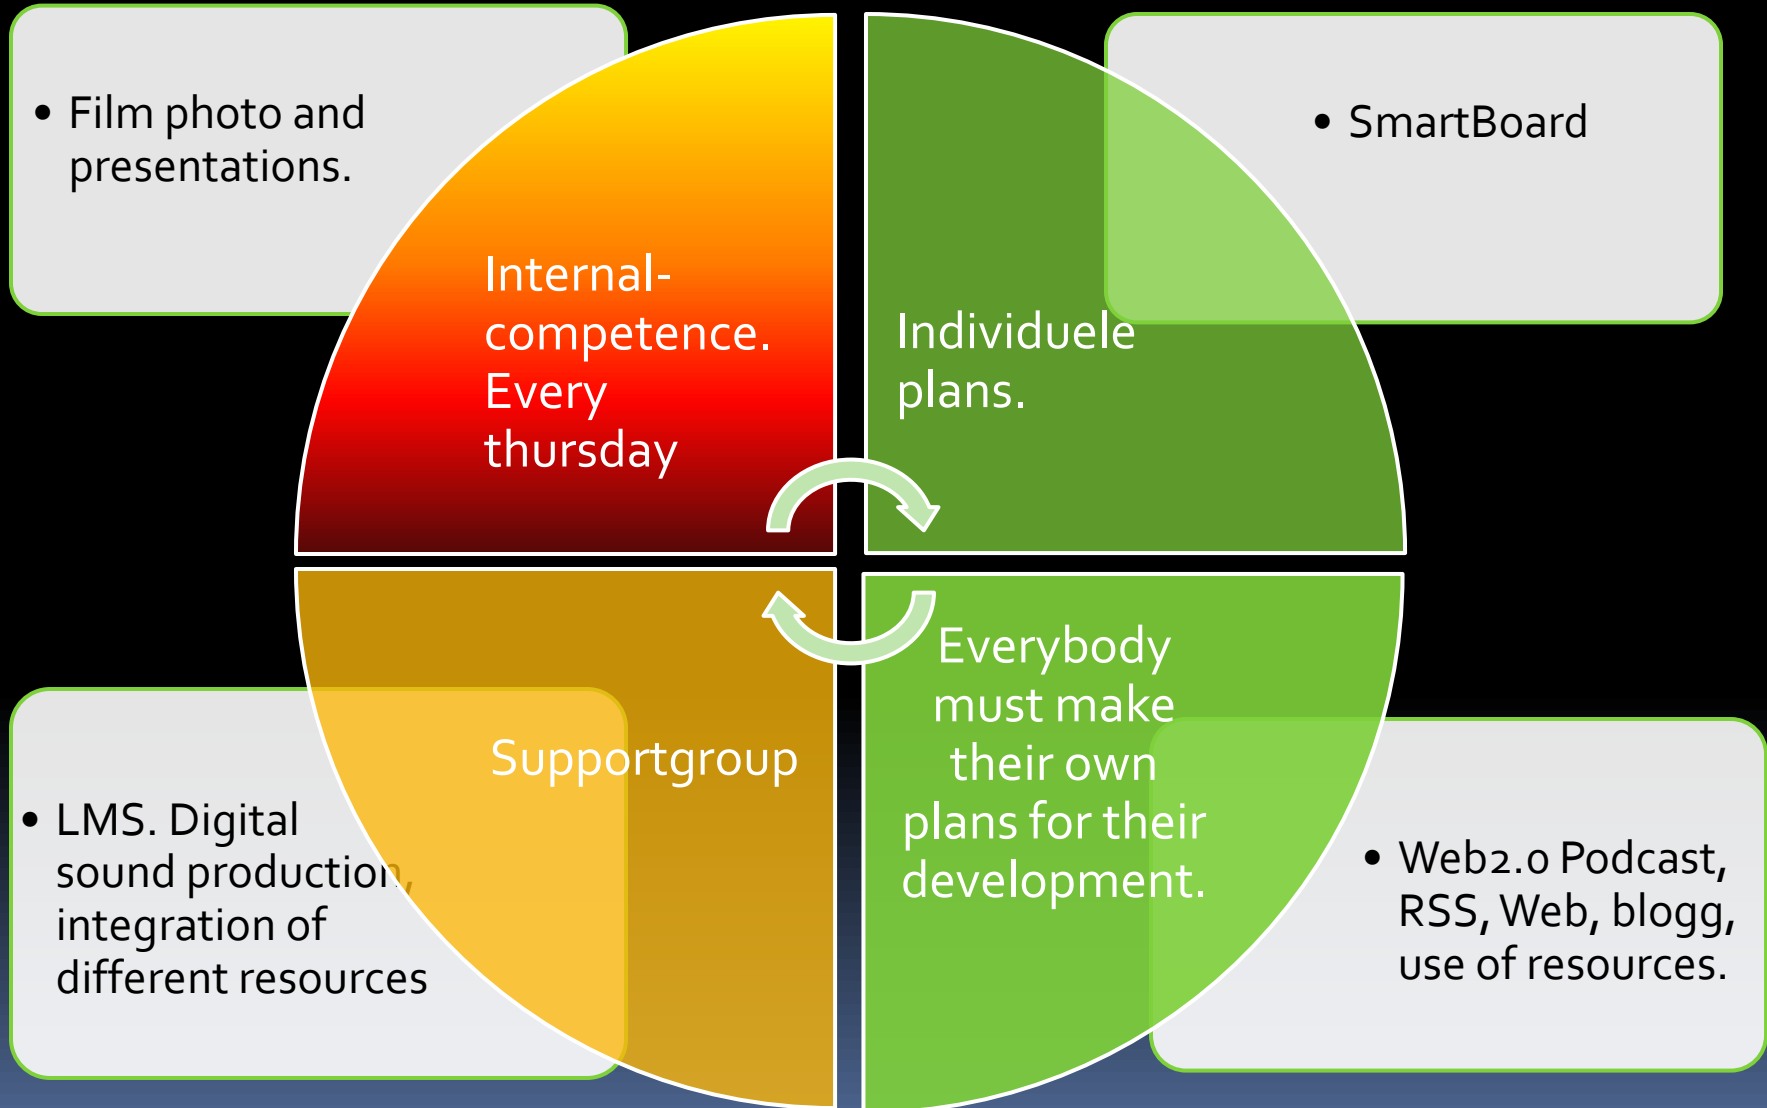 • Film photo and
presentations.
Internal-
competence.
Every
thursday
• SmartBoard
Individuele
plans.
Supportgroup
• LMS. Digital
sound production,
integration of
different resources
Everybody
must make
their own
plans for their
development.
• Web2.0 Podcast,
RSS, Web, blogg,
use of resources.